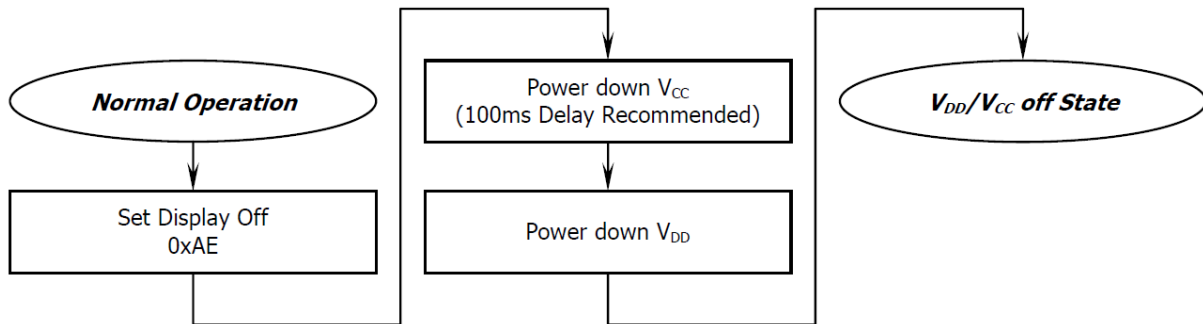 Normal Operation
Set Display Off
0xAE
Power down VCC
(100ms Delay Recommended)
Power down VDD
VDD/VCC off State